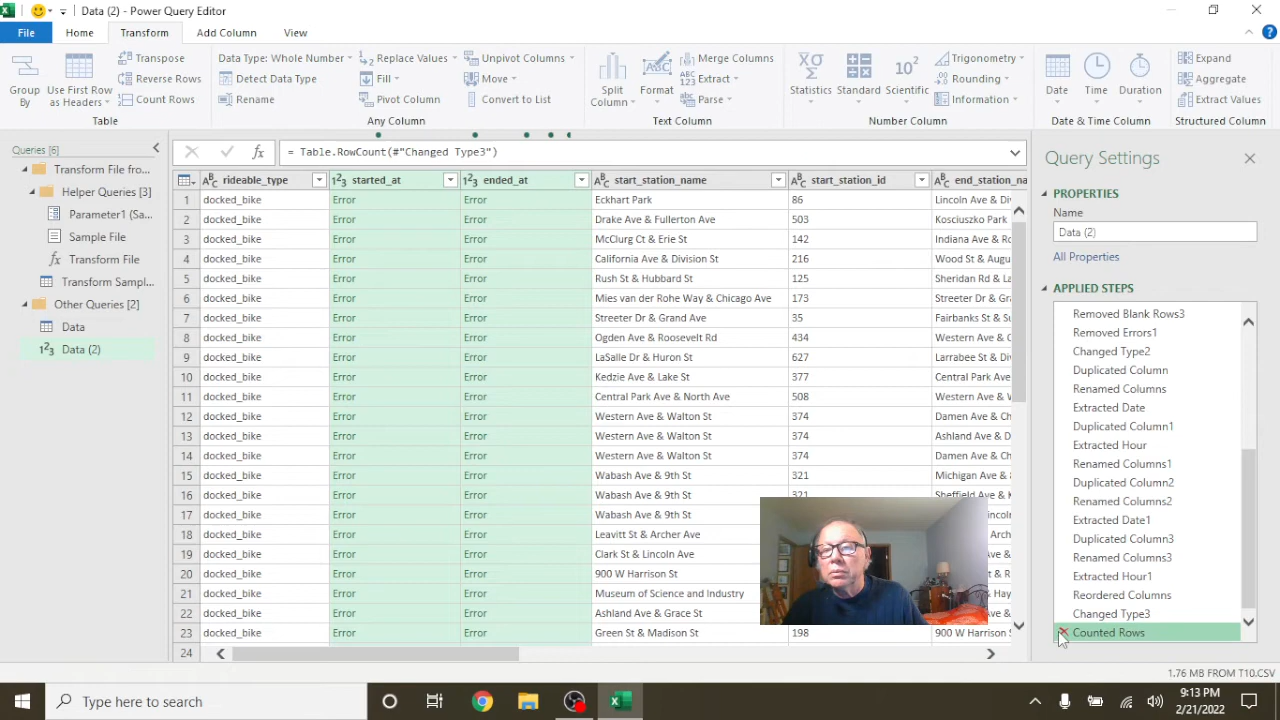 Data (2) - Power Query Editor
File Home Transform Add Column View
Group By
Use First Row as Headers
Transpose
Reverse Rows
Count Rows
Table
Data Type: Whole Number
Detect Data Type
Rename
Replace Values
Fill
Pivot Column
Unpivot Columns
Move
Convert to List
Any Column
Split Column
Format
Merge Columns
Extract
Parse
Text Column
Statistics
Standard
Scientific
Trigonometry
Rounding
Information
Number Column
Date
Time
Duration
Date & Time Column
Expand
Aggregate
Extract Values
Structured Column
Queries [6]
Transform File fro...
Helper Queries [3]
Parameter1 (Sa...
Sample File
Transform File
Transform Sampl...
Other Queries [2]
Data
Data (2)
= Table.RowCount(#"Changed Type3")
rideable_type started_at ended_at start_station_name start_station_id end_station_na
1 docked_bike Error Error Eckhart Park 86 Lincoln Ave & Di
2 docked_bike Error Error Drake Ave & Fullerton Ave 503 Kosciuszko Park
3 docked_bike Error Error McClurg Ct & Erie St 142 Indiana Ave & Ro
4 docked_bike Error Error California Ave & Division St 216 Wood St & Augu
5 docked_bike Error Error Rush St & Hubbard St 125 Sheridan Rd & L
6 docked_bike Error Error Mies van der Rohe Way & Chicago Ave 173 Streeter Dr & G
7 docked_bike Error Error Streeter Dr & Grand Ave 35 Fairbanks St & Su
8 docked_bike Error Error Ogden Ave & Roosevelt Rd 434 Western Ave &
9 docked_bike Error Error LaSalle Dr & Huron St 627 Larrabee St & Di
10 docked_bike Error Error Kedzie Ave & Lake St 377 Central Park Ave
11 docked_bike Error Error Central Park Ave & North Ave 508 Western Ave & W
12 docked_bike Error Error Western Ave & Walton St 374 Damen Ave & Ch
13 docked_bike Error Error Western Ave & Walton St 374 Ashland Ave & D
14 docked_bike Error Error Western Ave & Walton St 374 Damen Ave & Ch
15 docked_bike Error Error Wabash Ave & 9th St 321 Michigan Ave &
16 docked_bike Error Error Wabash Ave & 9th St 321 Sheffield Ave &
17 docked_bike Error Error Wabash Ave & 9th St
18 docked_bike Error Error Leavitt St & Archer Ave
19 docked_bike Error Error Clark St & Lincoln Ave
20 docked_bike Error Error 900 W Harrison St
21 docked_bike Error Error Museum of Science and Industry
22 docked_bike Error Error Ashland Ave & Grace St
23 docked_bike Error Error Green St & Madison St 198 900 W Harrison
24
Query Settings
PROPERTIES
Name
Data (2)
All Properties
APPLIED STEPS
Removed Blank Rows3
Removed Errors1
Changed Type2
Duplicated Column
Renamed Columns
Extracted Date
Duplicated Column1
Extracted Hour
Renamed Columns1
Duplicated Column2
Renamed Columns2
Extracted Date1
Duplicated Column3
Renamed Columns3
Extracted Hour1
Reordered Columns
Changed Type3
Counted Rows
1.76 MB FROM T10.CSV
Type here to search
9:13 PM
2/21/2022